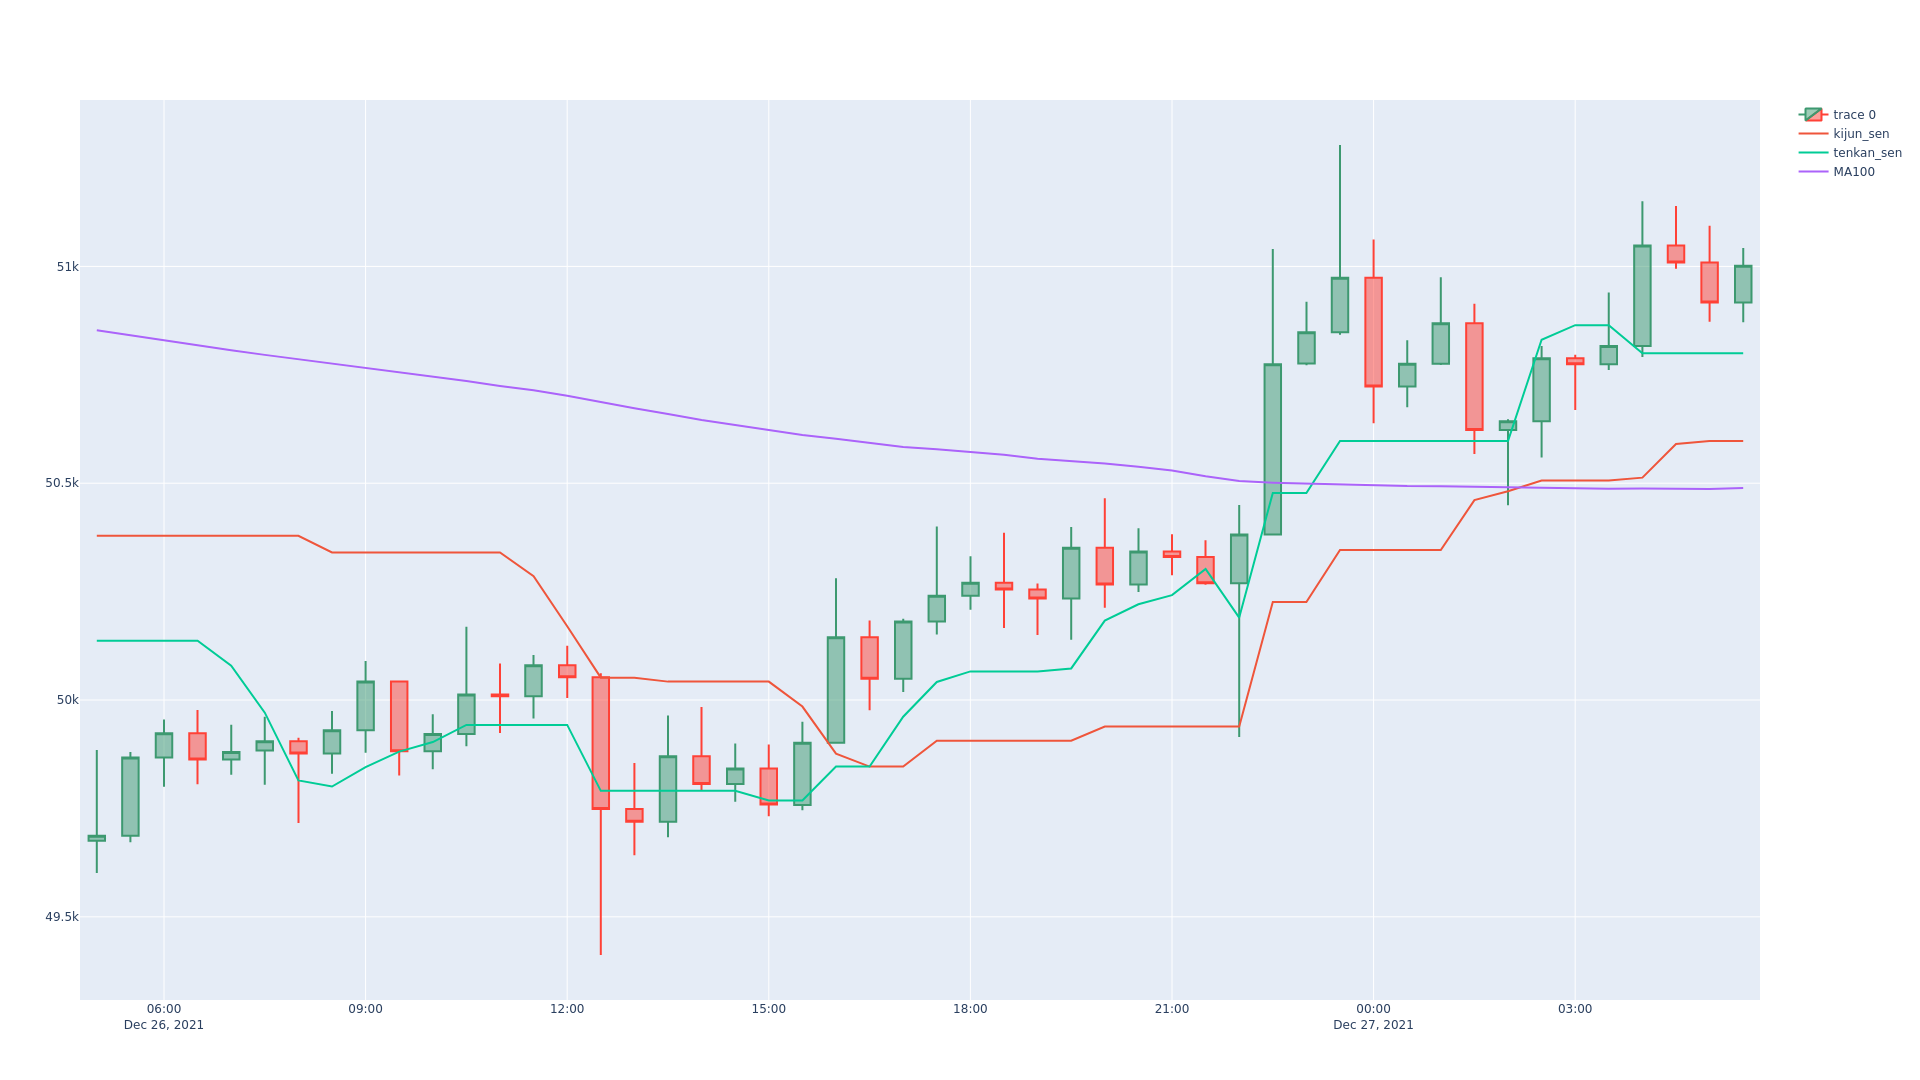 trace 0
kijun_sen
tenkan_sen
MA100
51k
50.5k
50k
49.5k
06:00 09:00 12:00 15:00 18:00 21:00 00:00 03:00
Dec 26, 2021 Dec 27, 2021